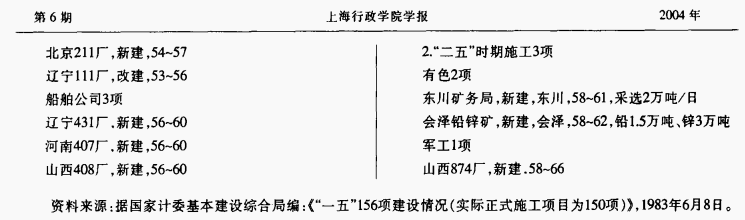 第6期
上海行政学院学报
2004年
北京211厂,新建,54~57
辽宁111厂,改建,53~56
船舶公司3项
辽宁431厂,新建,56~60
河南407厂,新建,56~60
山西408厂,新建,56~60
2.“二五”时期施工3项
有色2项
东川矿务局,新建,东川,58~61,采选2万吨/日
会泽铅锌矿,新建,会泽,58~62,铅1.5万吨、锌3万吨
军工1项
山西874厂,新建.58~66
资料来源:据国家计委基本建设综合局编:《“一五”156项建设情况(实际正式施工项目为150项)》,1983年6月8日。